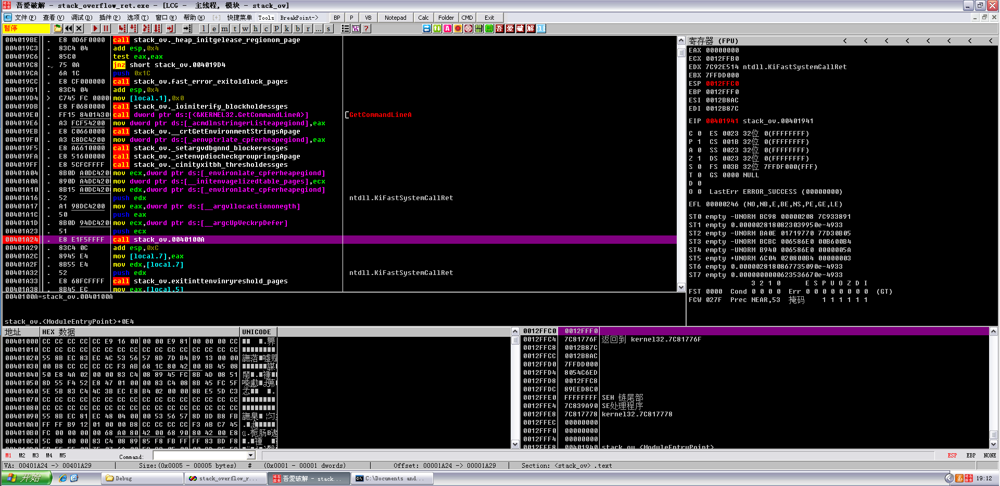 吾爱破解 - stack_overflow_ret.exe - [LCG -  主线程, 模块 - stack_ov]
文件(F) 查看(V) 调试(D) 插件(P) 选项(T) 窗口(W) 帮助(H) [+] 快捷菜单 Tools BreakPoint-> BP P VB Notepad Calc Folder CMD Exit
暂停 l e m t w h c P k b r ... s ?
004019BE . E8 0D6F0000 call stack_ov._heap_initgelease_regionom_page
004019C3 . 83C4 04 add esp,0x4
004019C6 . 85C0 test eax,eax
004019C8 . 75 0A jnz short stack_ov.004019D4
004019CA . 6A 1C push 0x1C
004019CC . E8 CF000000 call stack_ov.fast_error_exitoldlock_pages
004019D1 . 83C4 04 add esp,0x4
004019D4 > C745 FC 0000 mov [local.1],0x0
004019DB . E8 F0680000 call stack_ov._ioiniterify_blockholdessges
004019E0 . FF15 84014300 call dword ptr ds:[<&KERNEL32.GetCommandLineA>] [GetCommandLineA
004019E6 . A3 FCF54200 mov dword ptr ds:[_acmdlnstringerListeapegiond],eax
004019EB . E8 C0660000 call stack_ov.__crtGetEnvironmentStringsApage
004019F0 . A3 C8DC4200 mov dword ptr ds:[_aenvptrlate_cpferheapegiond],eax
004019F5 . E8 A6610000 call stack_ov._setargvdbgnnd_blockeressges
004019FA . E8 51600000 call stack_ov._setenvpdiocheckgroupringsApage
004019FF . E8 5CFCFFFF call stack_ov._cinityxitbh_thresholdessges
00401A04 . 8B0D A0DC4200 mov ecx,dword ptr ds:[_environlate_cpferheapegiond]
00401A0A . 890D A4DC4200 mov dword ptr ds:[__initenvagelizedtable_pages],ecx
00401A10 . 8B15 A0DC4200 mov edx,dword ptr ds:[_environlate_cpferheapegiond]
00401A16 . 52 push edx ntdll.KiFastSystemCallRet
00401A17 . A1 98DC4200 mov eax,dword ptr ds:[__argvllocactiononegth]
00401A1C . 50 push eax
00401A1D . 8B0D 94DC4200 mov ecx,dword ptr ds:[__argcUpVeckrpDefer]
00401A23 . 51 push ecx
00401A24 . E8 E1F5FFFF call stack_ov.0040100A
00401A29 . 83C4 0C add esp,0xC
00401A2C . 8945 E4 mov [local.7],eax
00401A2F . 8B55 E4 mov edx,[local.7]
00401A32 . 52 push edx ntdll.KiFastSystemCallRet
00401A33 . E8 68FCFFFF call stack_ov.exitinttenvinryreshold_pages
00401A38 . 8B45 EC mov eax,[local.5]
0040100A=stack_ov.0040100A
stack_ov.<ModuleEntryPoint>+0E4
寄存器 (FPU) < < < < < < < <
EAX 00000000
ECX 0012FFB0
EDX 7C92E514 ntdll.KiFastSystemCallRet
EBX 7FFDD000
ESP 0012FFC0
EBP 0012FFF0
ESI 0012B8AC
EDI 0012B87C
EIP 00401941 stack_ov.00401941
C 0 ES 0023 32位 0(FFFFFFFF)
P 1 CS 001B 32位 0(FFFFFFFF)
A 0 SS 0023 32位 0(FFFFFFFF)
Z 1 DS 0023 32位 0(FFFFFFFF)
S 0 FS 003B 32位 7FFDF000(FFF)
T 0 GS 0000 NULL
D 0
O 0 LastErr ERROR_SUCCESS (00000000)
EFL 00000246 (NO,NB,E,BE,NS,PE,GE,LE)
ST0 empty -UNORM BC98 00000208 7C933891
ST1 empty 0.0000028180823039950e-4933
ST2 empty -UNORM BA0E 01719770 77D30B05
ST3 empty -UNORM BCBC 006586E0 00B600B4
ST4 empty -UNORM B940 006586E0 0000005A
ST5 empty +UNORM 6C04 020800B4 00000003
ST6 empty 0.0000028180867735090e-4933
ST7 empty 0.0000000000623536670e-4933
3 2 1 0 E S P U O Z D I
FST 0000 Cond 0 0 0 0 Err 0 0 0 0 0 0 0 0 (GT)
FCW 027F Prec NEAR,53 掩码 1 1 1 1 1 1
地址 HEX 数据 UNICODE
00401000 CC CC CC CC CC E9 16 00 00 00 E9 81 00 00 00 CC
00401010 CC CC CC CC CC CC CC CC CC CC CC CC CC CC CC CC
00401020 55 8B EC 83 EC 4C 53 56 57 8D 7D B4 B9 13 00 00
00401030 00 B8 CC CC CC CC F3 AB 68 1C 80 42 00 8B 45 08
00401040 50 E8 4A 02 00 00 83 C4 08 89 45 FC 8B 4D 08 51
00401050 8D 55 F4 52 E8 47 01 00 00 83 C4 08 8B 45 FC 5F
00401060 5E 5B 83 C4 4C 3B EC E8 B4 02 00 00 8B E5 5D C3
00401070 CC CC CC CC CC CC CC CC CC CC CC CC CC CC CC CC
00401080 CC CC CC CC CC CC CC CC CC CC CC CC CC CC CC CC
00401090 55 8B EC 81 EC 48 04 00 00 53 56 57 8D BD B8 FB
004010A0 FF FF B9 12 01 00 00 B8 CC CC CC CC F3 AB C7 45
004010B0 FC 00 00 00 00 68 A0 80 42 00 68 90 80 42 00 E8
004010C0 5C 08 00 00 83 C4 08 89 85 F8 FB FF FF 83 BD F8
0012FFC0 0012FFF0
0012FFC4 7C81776F 返回到 kernel32.7C81776F
0012FFC8 0012B87C
0012FFCC 0012B8AC
0012FFD0 7FFDD000
0012FFD4 8054C6ED
0012FFD8 0012FFC8
0012FFDC 89EED8C0
0012FFE0 FFFFFFFF SEH 链尾部
0012FFE4 7C839A90 SE处理程序
0012FFE8 7C817778 kernel32.7C817778
0012FFEC 00000000
0012FFF0 00000000
0012FFF4 00000000
0012FFF8 00401940 stack_ov.<ModuleEntryPoint>
M1 M2 M3 M4 M5 Command: ESP EBP NONE
VA: 00401A24 -> 00401A29 Size:(0x0005 - 00005 bytes) # (0x0001 - 00001 dwords) Offset: 00001A24 -> 00001A29 Section: <stack_ov> .text
开始 Debug stack_overflow_r... 吾爱破解 - stack... C:\Documents and... 19:12